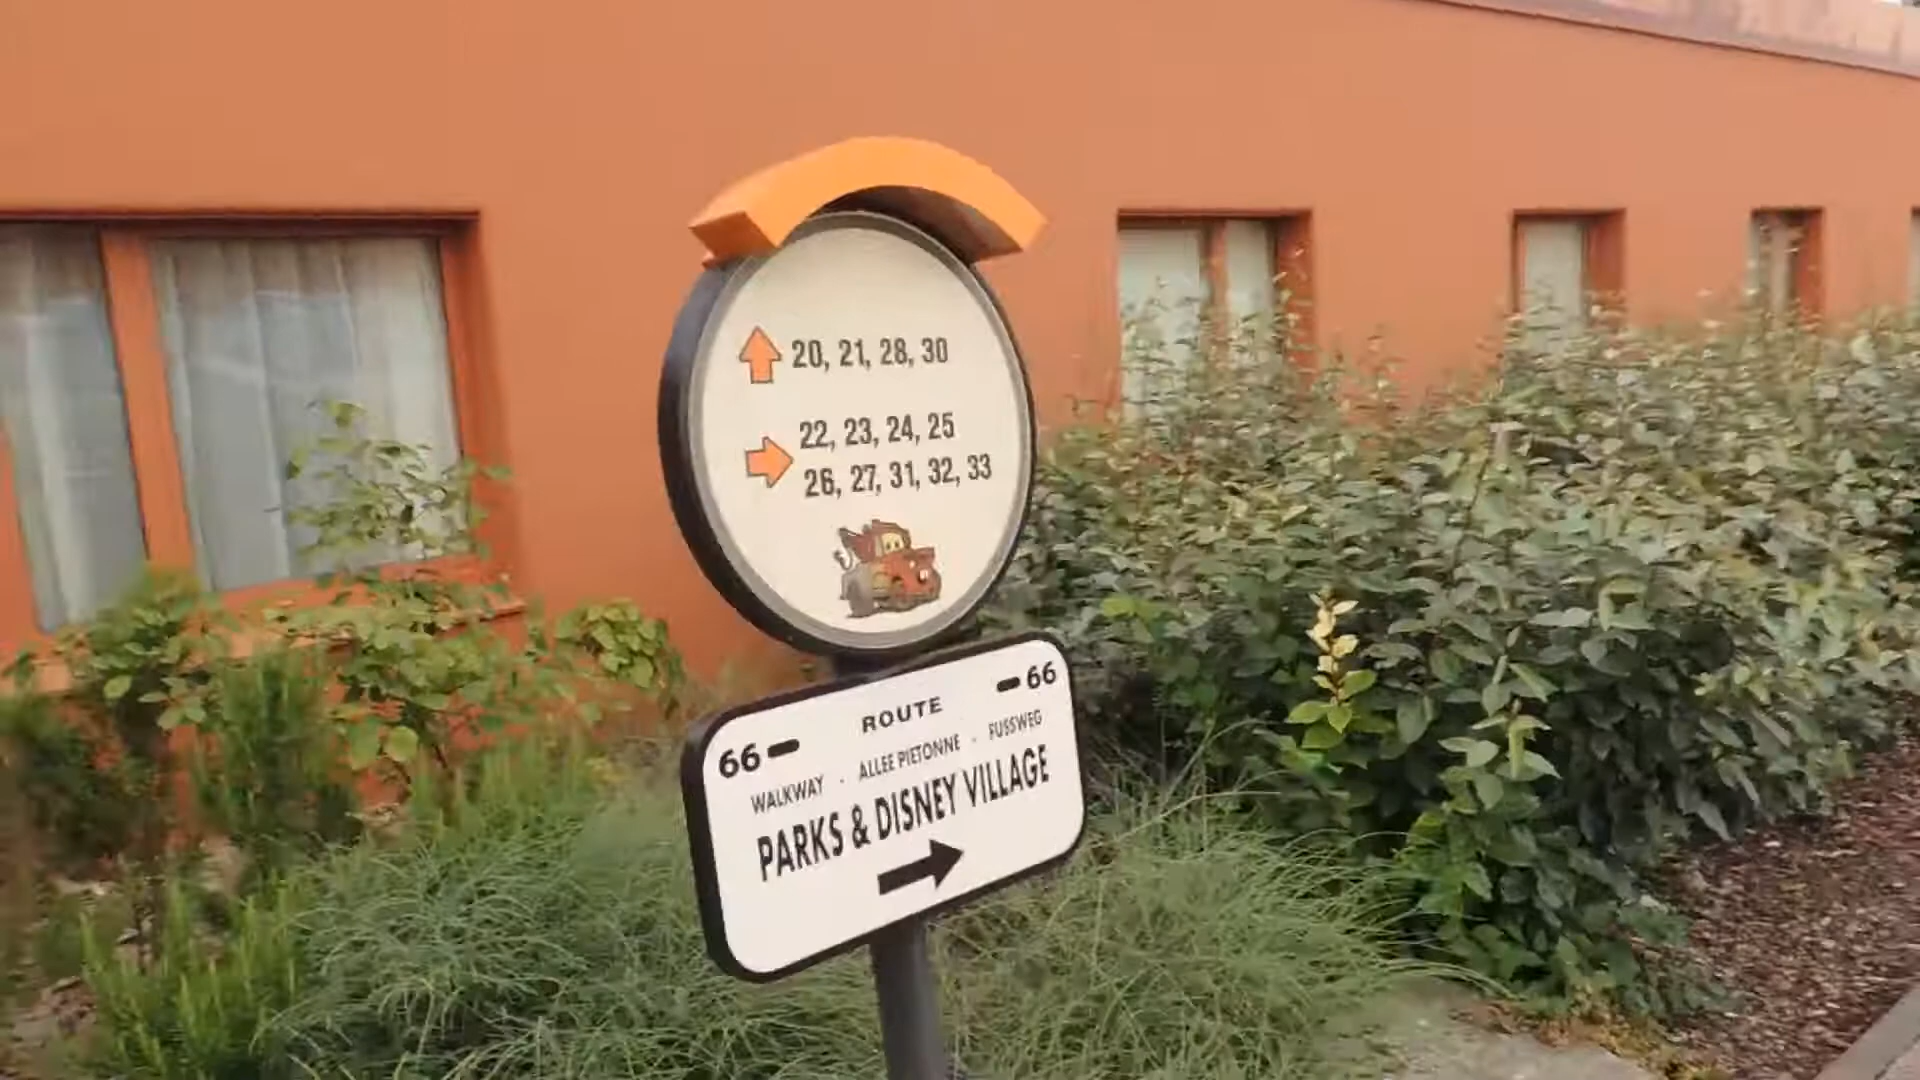 20, 21, 28, 30
22, 23, 24, 25
26, 27, 31, 32, 33
66 - ROUTE - 66
WALKWAY . ALLEE PIETONNE . FUSSWEG
PARKS & DISNEY VILLAGE